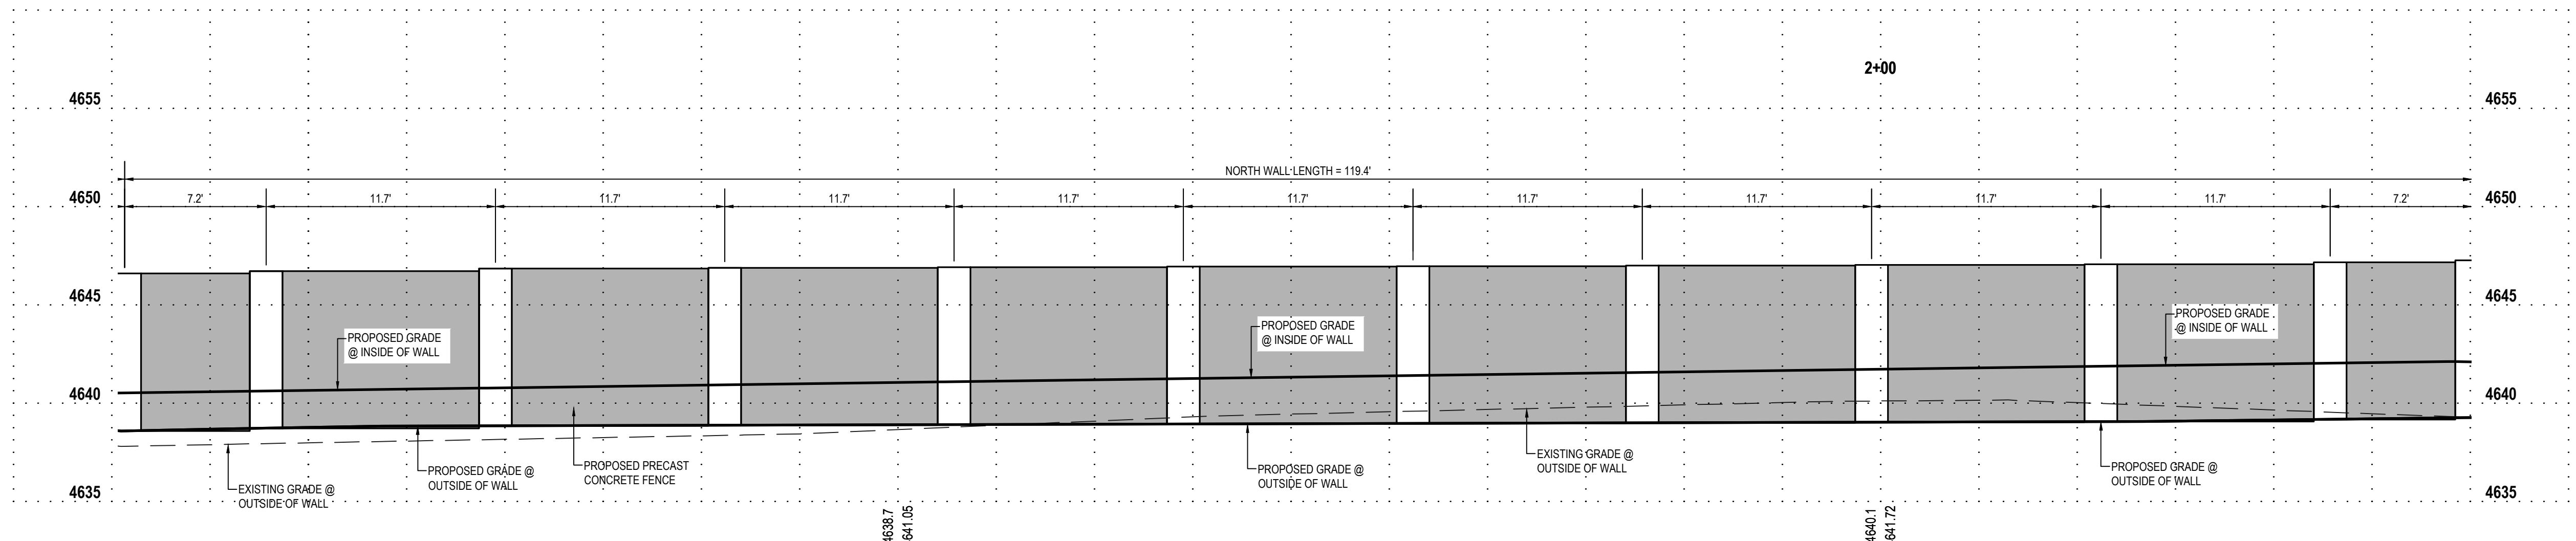 2+00
4655
4655
NORTH WALL LENGTH = 119.4'
4650
7.2'
11.7'
11.7'
11.7'
11.7'
11.7'
11.7'
11.7'
11.7'
11.7'
7.2'
4650
4645
4645
PROPOSED GRADE
@ INSIDE OF WALL
PROPOSED GRADE
@ INSIDE OF WALL
PROPOSED GRADE
@ INSIDE OF WALL
4640
4640
EXISTING GRADE @
OUTSIDE OF WALL
PROPOSED GRADE @
OUTSIDE OF WALL
PROPOSED PRECAST
CONCRETE FENCE
PROPOSED GRADE @
OUTSIDE OF WALL
EXISTING GRADE @
OUTSIDE OF WALL
PROPOSED GRADE @
OUTSIDE OF WALL
4635
4635
4638.7
641.05
4640.1
641.72